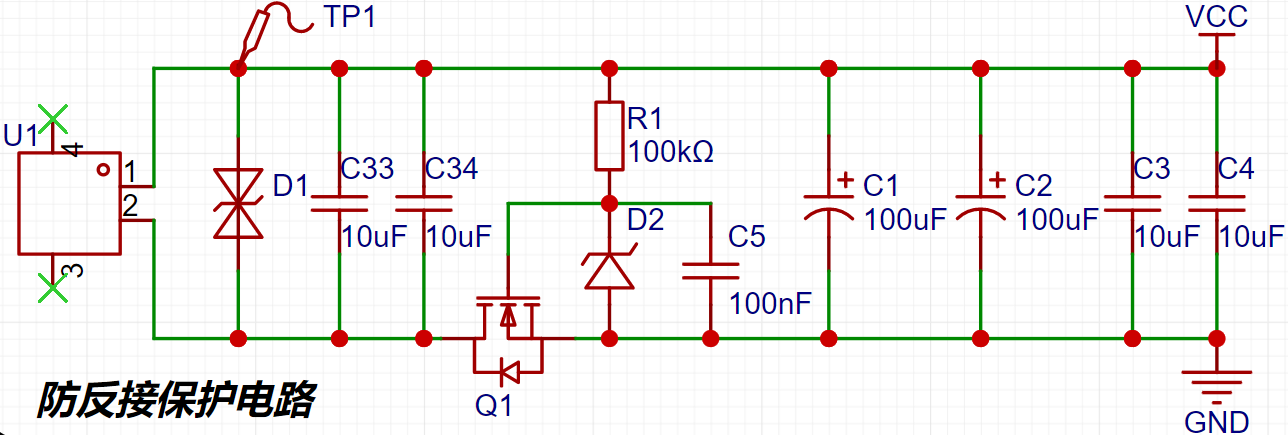 TP1
VCC
U1
4
1
2
3
D1
C33
10uF
C34
10uF
R1
100kΩ
D2
C5
100nF
Q1
C1
100uF
C2
100uF
C3
10uF
C4
10uF
GND
防反接保护电路